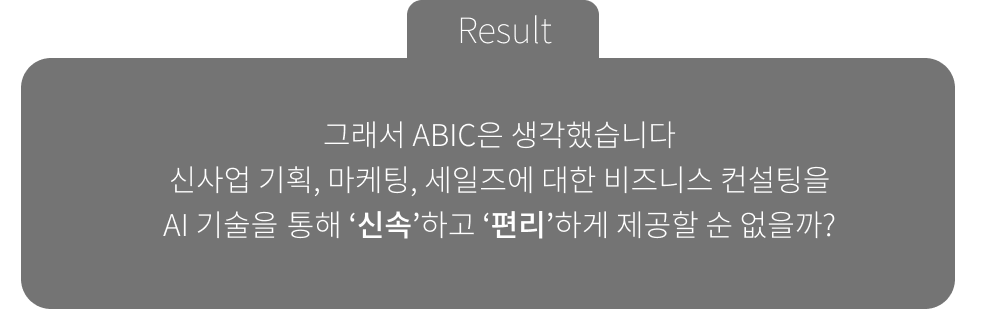 Result
그래서 ABIC은 생각했습니다
신사업 기획, 마케팅, 세일즈에 대한 비즈니스 컨설팅을
AI 기술을 통해 ‘신속’하고 ‘편리’하게 제공할 순 없을까?